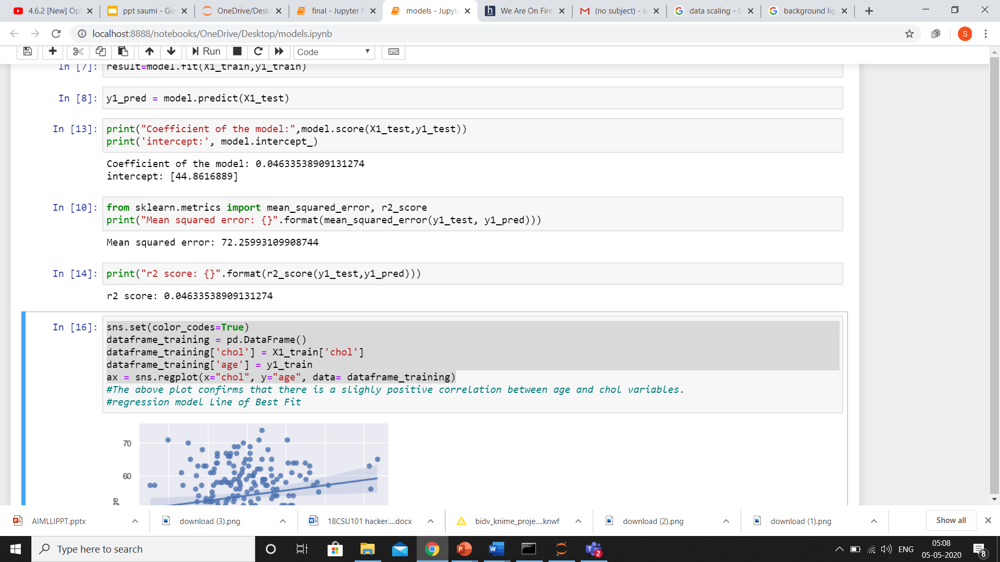 4.6.2 [New] Opt
ppt saumi - Go
OneDrive/Desk
final - Jupyter N
models - Jupyte
We Are On Fire
(no subject) - s
data scaling - G
background lig
localhost:8888/notebooks/OneDrive/Desktop/models.ipynb
S
Run
Code
In [7]: result=model.fit(X1_train,y1_train)
In [8]: y1_pred = model.predict(X1_test)
In [13]: print("Coefficient of the model:",model.score(X1_test,y1_test))
print('intercept:', model.intercept_)
Coefficient of the model: 0.04633538909131274
intercept: [44.8616889]
In [10]: from sklearn.metrics import mean_squared_error, r2_score
print("Mean squared error: {}".format(mean_squared_error(y1_test, y1_pred)))
Mean squared error: 72.25993109908744
In [14]: print("r2 score: {}".format(r2_score(y1_test,y1_pred)))
r2 score: 0.04633538909131274
In [16]: sns.set(color_codes=True)
dataframe_training = pd.DataFrame()
dataframe_training['chol'] = X1_train['chol']
dataframe_training['age'] = y1_train
ax = sns.regplot(x="chol", y="age", data= dataframe_training)
#The above plot confirms that there is a slighly positive correlation between age and chol variables.
#regression model Line of Best Fit
70
60
ge
AIMLLIPPT.pptx
download (3).png
18CSU101 hacker....docx
bidv_knime_proje....knwf
download (2).png
download (1).png
Show all
Type here to search
2
ENG
05:08
05-05-2020
8